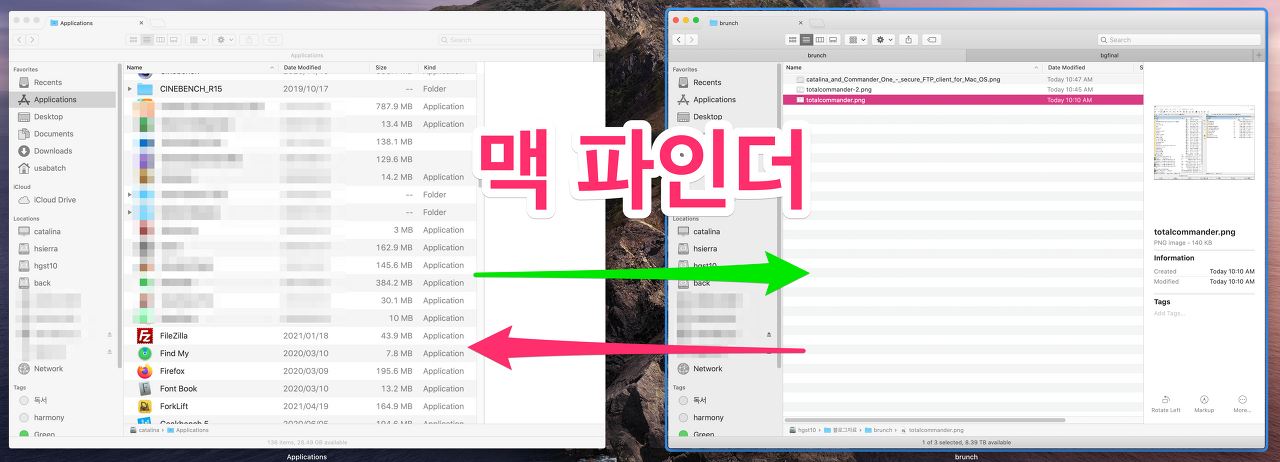 Applications
Search
Applications
Favorites
Recents
Applications
Desktop
Documents
Downloads
usabatch
iCloud
iCloud Drive
Locations
catalina
hsierra
hgst10
back
Network
Tags
독서
harmony
Green
Name Date Modified Size Kind
CINEBENCH_R15 2019/10/17 -- Folder
787.9 MB Application
13.4 MB Application
138.1 MB Application
129.6 MB
14.2 MB Application
-- Folder
-- Folder
3 MB Application
162.9 MB Application
145.6 MB Application
384.2 MB Application
30.1 MB Application
10 MB Application
FileZilla 2021/01/18 43.9 MB Application
Find My 2020/03/10 7.8 MB Application
Firefox 2020/03/09 195.6 MB Application
Font Book 2020/03/10 13.2 MB Application
ForkLift 2021/04/19 164.9 MB Application
catalina › Applications
138 items, 28.49 GB available
Applications
맥 파인더
brunch
Search
brunch bgfinal
Favorites
Recents
Applications
Desktop
Locations
catalina
hsierra
hgst10
back
Network
Tags
독서
harmony
Green
Name Date Modified S
catalina_and_Commander_One_-_secure_FTP_client_for_Mac_OS.png Today 10:47 AM
totalcommander-2.png Today 10:45 AM
totalcommander.png Today 10:10 AM
totalcommander.png
PNG image - 140 KB
Information
Created Today 10:10 AM
Modified Today 10:10 AM
Tags
Add Tags...
Rotate Left Markup More...
hgst10 › 블로그자료 › brunch › totalcommander.png
1 of 3 selected, 8.39 TB available
brunch